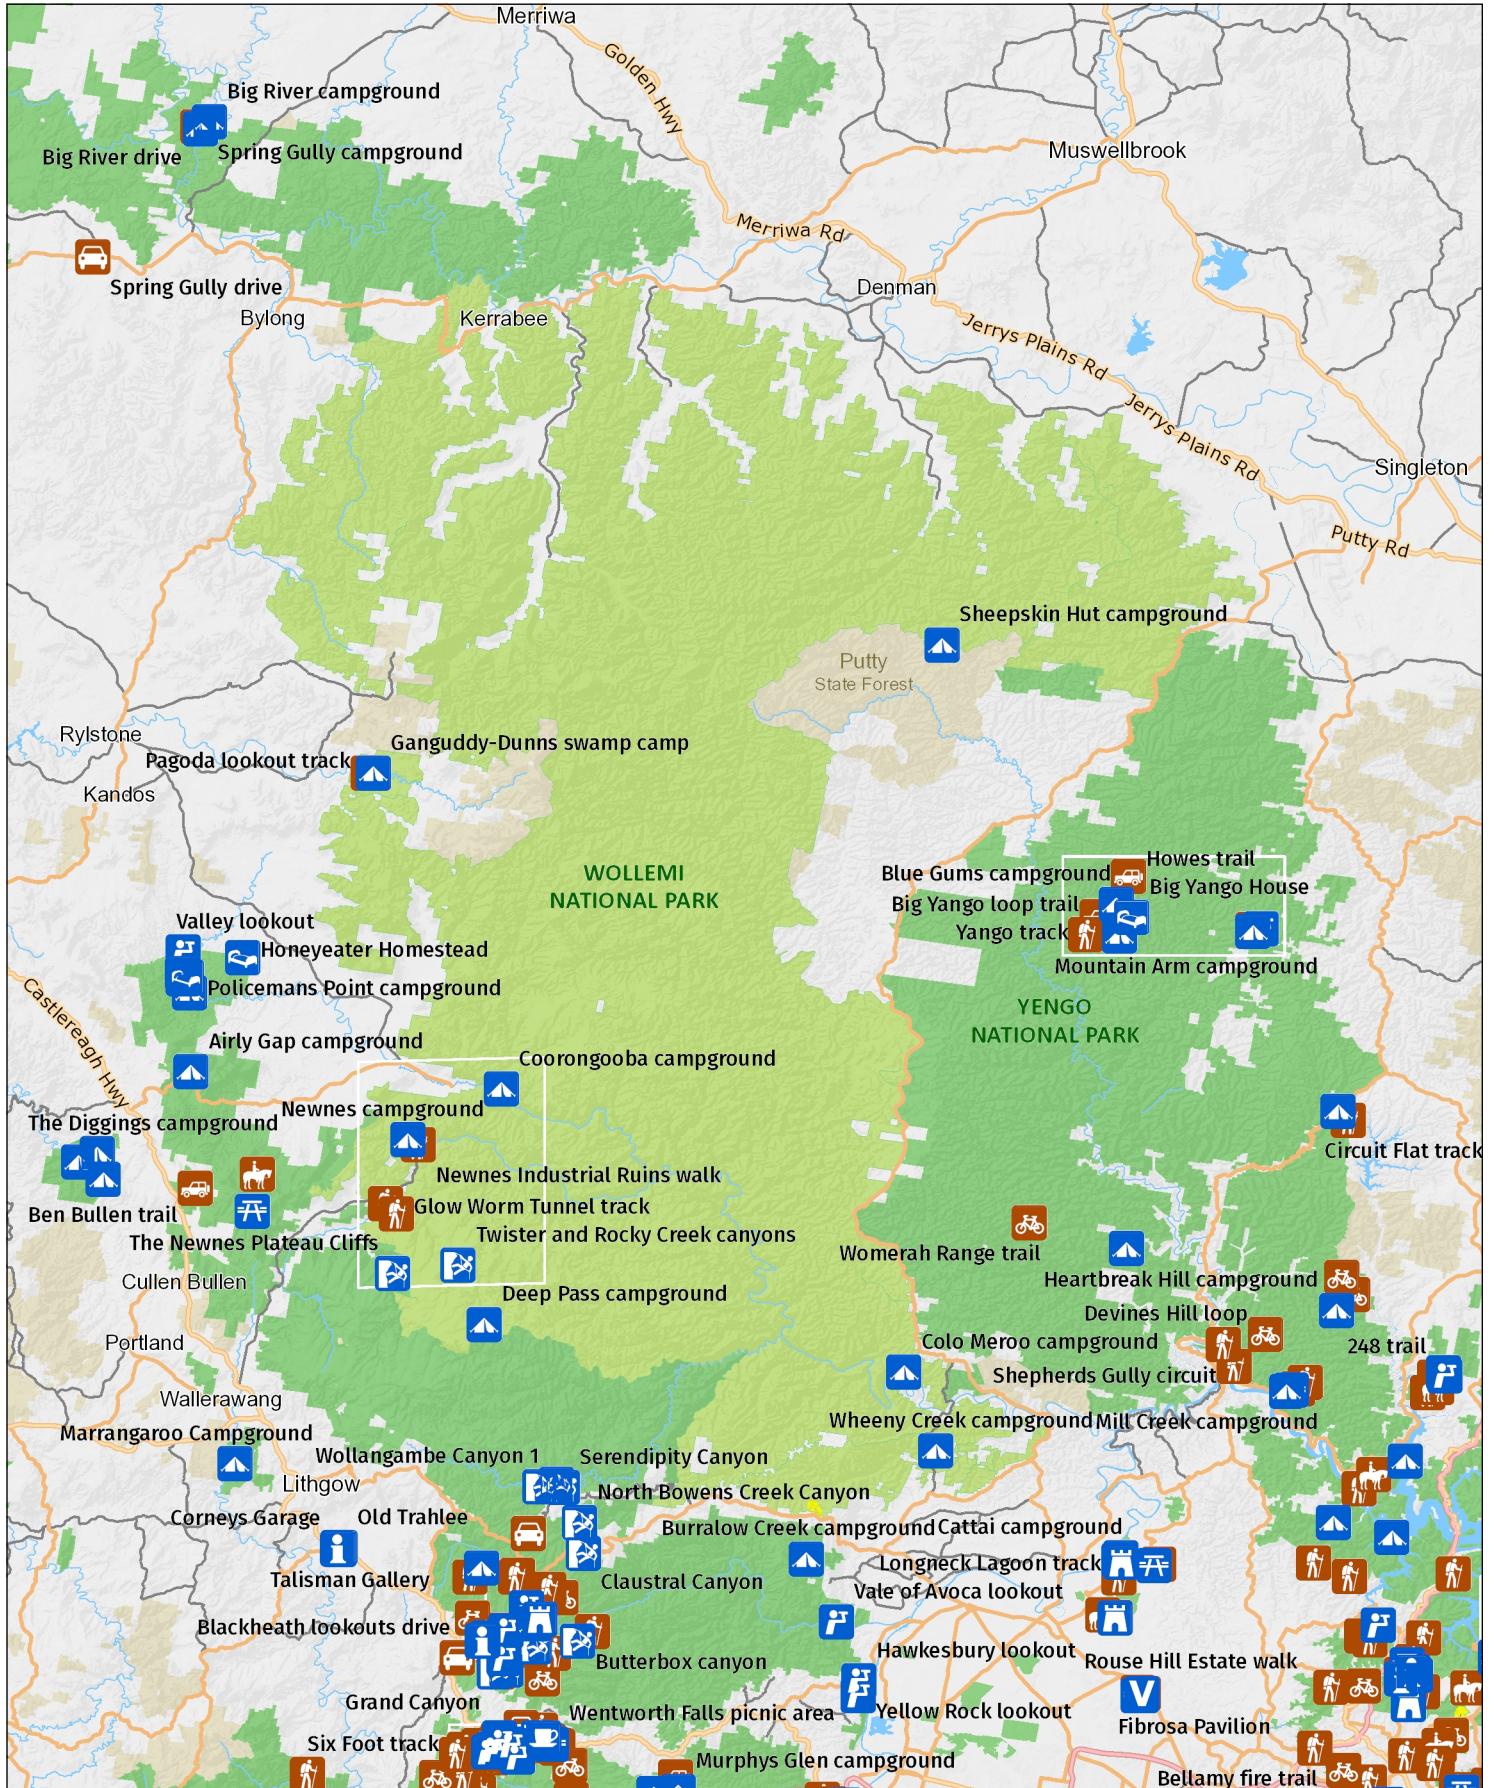 Merriwa
Golden Hwy
Big River campground
Big River drive
Spring Gully campground
Muswellbrook
Merriwa Rd
Spring Gully drive
Bylong
Kerrabee
Denman
Jerrys Plains Rd
Jerrys Plains Rd
Singleton
Putty Rd
Sheepskin Hut campground
Putty
State Forest
Rylstone
Ganguddy-Dunns swamp camp
Pagoda lookout track
Kandos
WOLLEMI
NATIONAL PARK
Howes trail
Blue Gums campground
Big Yango House
Big Yango loop trail
Yango track
Mountain Arm campground
Valley lookout
Honeyeater Homestead
Policemans Point campground
Castlereagh Hwy
YENGO
NATIONAL PARK
Airly Gap campground
Coorongooba campground
Newnes campground
The Diggings campground
Circuit Flat track
Newnes Industrial Ruins walk
Glow Worm Tunnel track
Ben Bullen trail
Twister and Rocky Creek canyons
The Newnes Plateau Cliffs
Womerah Range trail
Cullen Bullen
Heartbreak Hill campground
Deep Pass campground
Devines Hill loop
Portland
Colo Meroo campground
248 trail
Shepherds Gully circuit
Wallerawang
Wheeny Creek campground
Mill Creek campground
Marrangaroo Campground
Wollangambe Canyon 1
Serendipity Canyon
Lithgow
North Bowens Creek Canyon
Corneys Garage
Old Trahlee
Burralow Creek campground
Cattai campground
Longneck Lagoon track
Talisman Gallery
Claustral Canyon
Vale of Avoca lookout
Blackheath lookouts drive
Hawkesbury lookout
Butterbox canyon
Rouse Hill Estate walk
V
Grand Canyon
Wentworth Falls picnic area
Yellow Rock lookout
Fibrosa Pavilion
Six Foot track
Murphys Glen campground
Bellamy fire trail